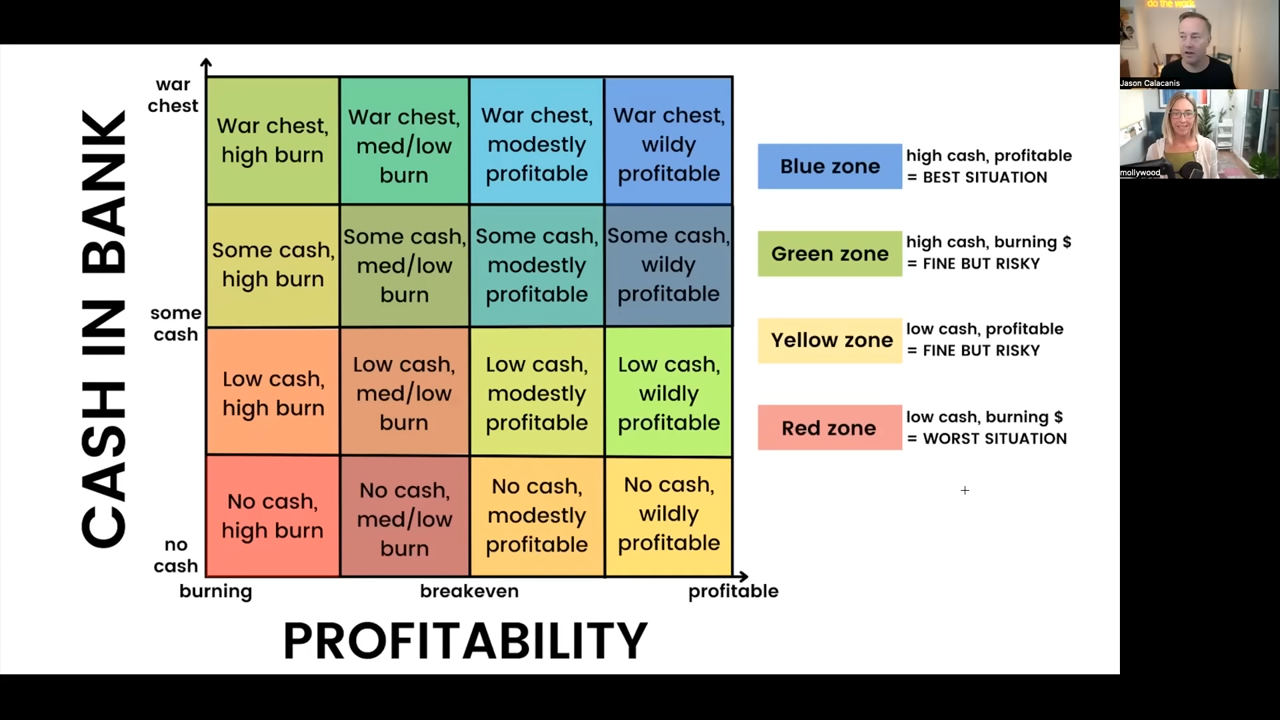 do the work
Jason Calacanis
mollywood
CASH IN BANK
war
chest
some
cash
no
cash
War chest,
high burn
War chest,
med/low
burn
War chest,
modestly
profitable
War chest,
wildy
profitable
Some cash,
high burn
Some cash,
med/low
burn
Some cash,
modestly
profitable
Some cash,
wildy
profitable
Low cash,
high burn
Low cash,
med/low
burn
Low cash,
modestly
profitable
Low cash,
wildly
profitable
No cash,
high burn
No cash,
med/low
burn
No cash,
modestly
profitable
No cash,
wildly
profitable
burning
breakeven
profitable
PROFITABILITY
Blue zone
high cash, profitable
= BEST SITUATION
Green zone
high cash, burning $
= FINE BUT RISKY
Yellow zone
low cash, profitable
= FINE BUT RISKY
Red zone
low cash, burning $
= WORST SITUATION